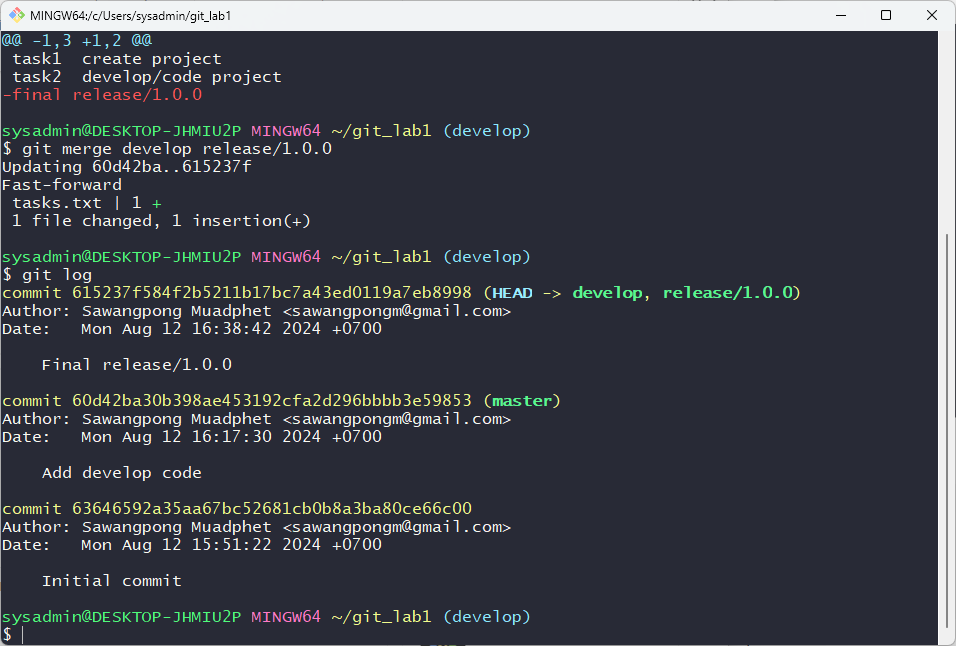 MINGW64:/c/Users/sysadmin/git_lab1
@@ -1,3 +1,2 @@
 task1  create project
 task2  develop/code project
-final release/1.0.0

sysadmin@DESKTOP-JHMIU2P MINGW64 ~/git_lab1 (develop)
$ git merge develop release/1.0.0
Updating 60d42ba..615237f
Fast-forward
 tasks.txt | 1 +
 1 file changed, 1 insertion(+)

sysadmin@DESKTOP-JHMIU2P MINGW64 ~/git_lab1 (develop)
$ git log
commit 615237f584f2b5211b17bc7a43ed0119a7eb8998 (HEAD -> develop, release/1.0.0)
Author: Sawangpong Muadphet <sawangpongm@gmail.com>
Date:   Mon Aug 12 16:38:42 2024 +0700

    Final release/1.0.0

commit 60d42ba30b398ae453192cfa2d296bbbb3e59853 (master)
Author: Sawangpong Muadphet <sawangpongm@gmail.com>
Date:   Mon Aug 12 16:17:30 2024 +0700

    Add develop code

commit 63646592a35aa67bc52681cb0b8a3ba80ce66c00
Author: Sawangpong Muadphet <sawangpongm@gmail.com>
Date:   Mon Aug 12 15:51:22 2024 +0700

    Initial commit

sysadmin@DESKTOP-JHMIU2P MINGW64 ~/git_lab1 (develop)
$